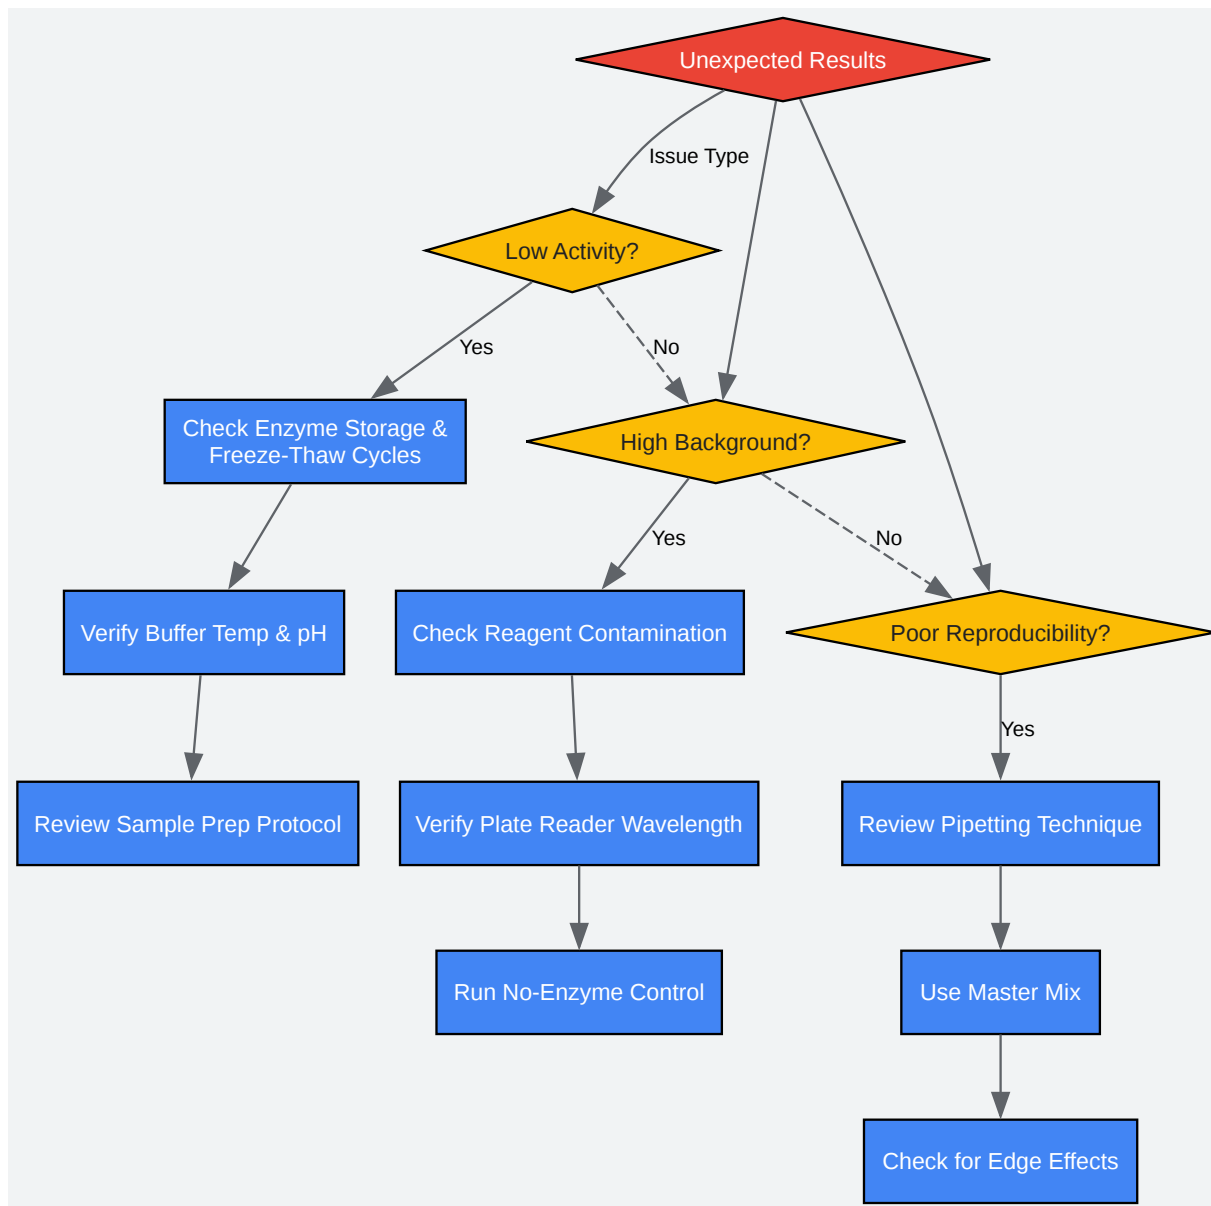 Unexpected Results
Issue Type
Low Activity?
Yes
No
Check Enzyme Storage &
Freeze-Thaw Cycles
High Background?
Yes
No
Verify Buffer Temp & pH
Check Reagent Contamination
Poor Reproducibility?
Yes
Review Sample Prep Protocol
Verify Plate Reader Wavelength
Review Pipetting Technique
Run No-Enzyme Control
Use Master Mix
Check for Edge Effects